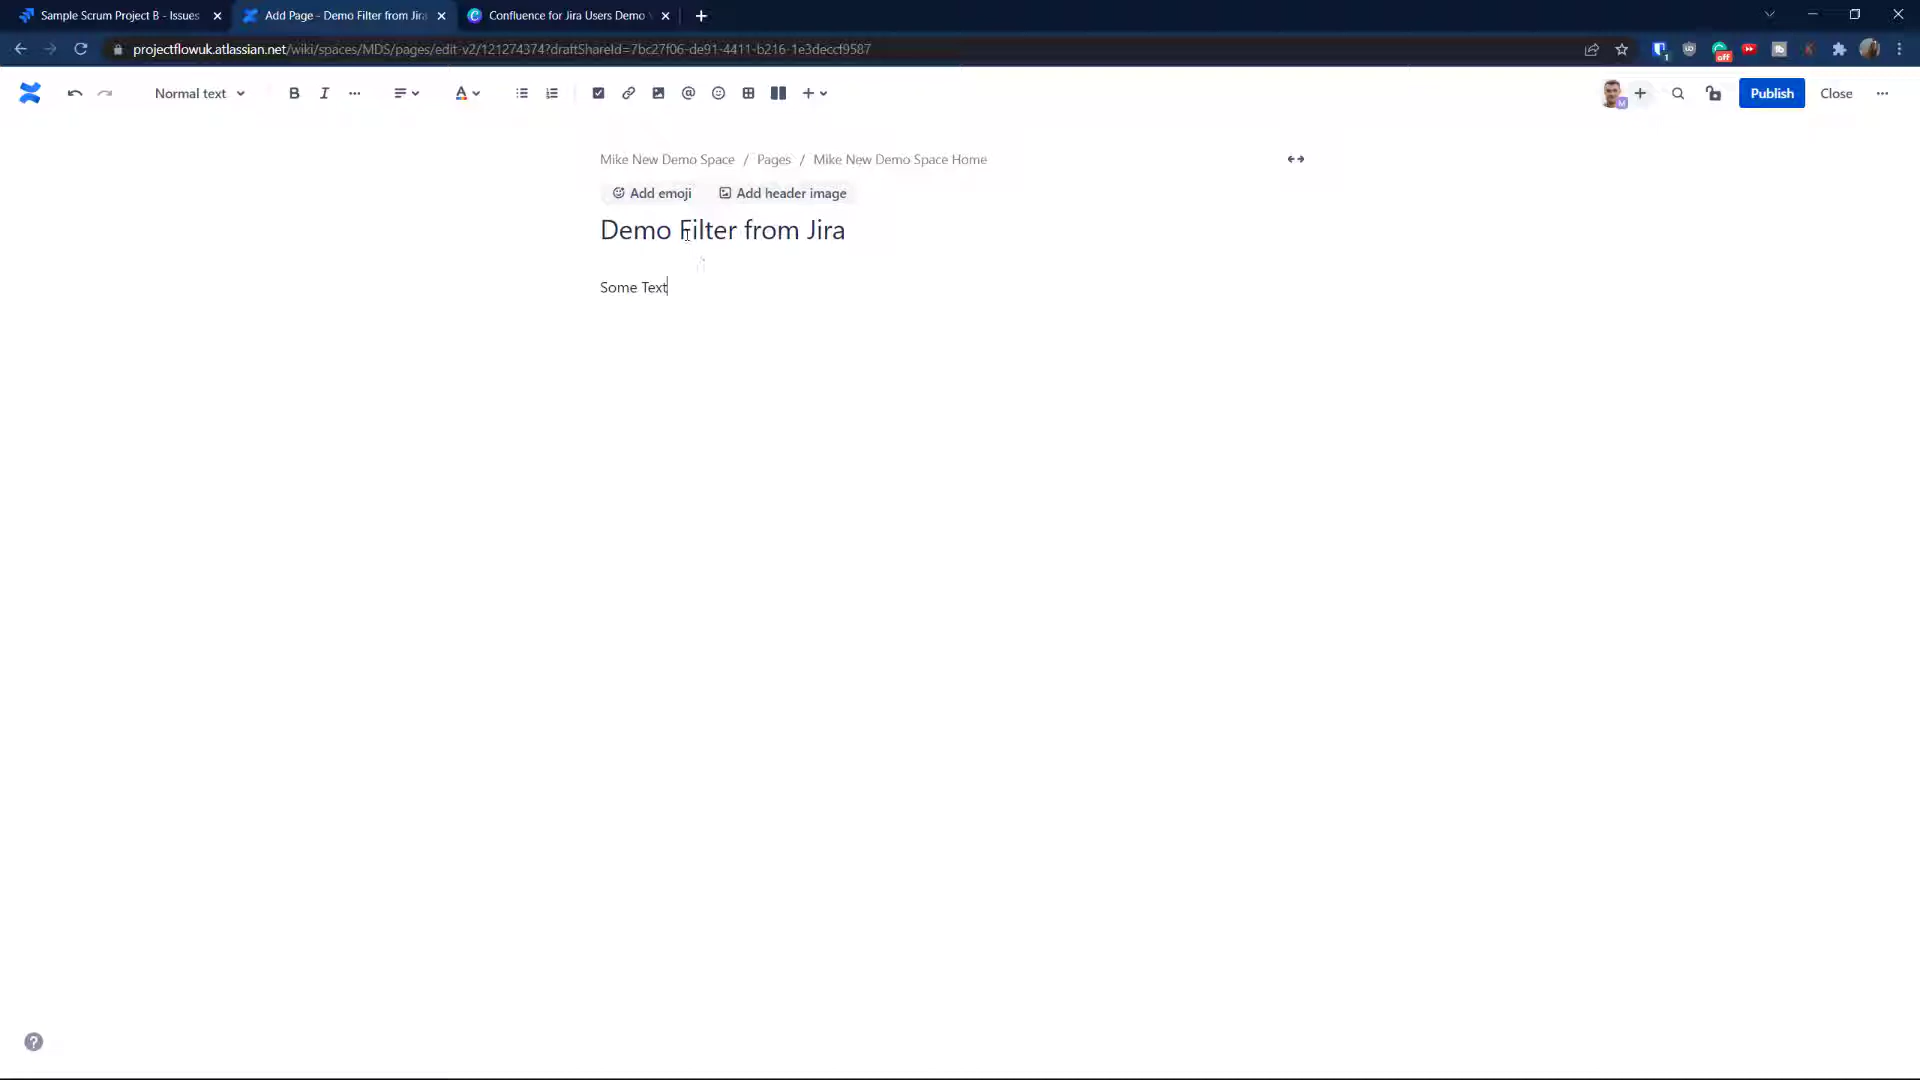 Sample Scrum Project B - Issues
Add Page - Demo Filter from Jira
Confluence for Jira Users Demo
projectflowuk.atlassian.net/wiki/spaces/MDS/pages/edit-v2/121274374?draftShareId=7bc27f06-de91-4411-b216-1e3deccf9587
off
Normal text
B I
A
@
M
Publish
Close
Mike New Demo Space / Pages / Mike New Demo Space Home
Add emoji
Add header image
Demo Filter from Jira
Some Text
?